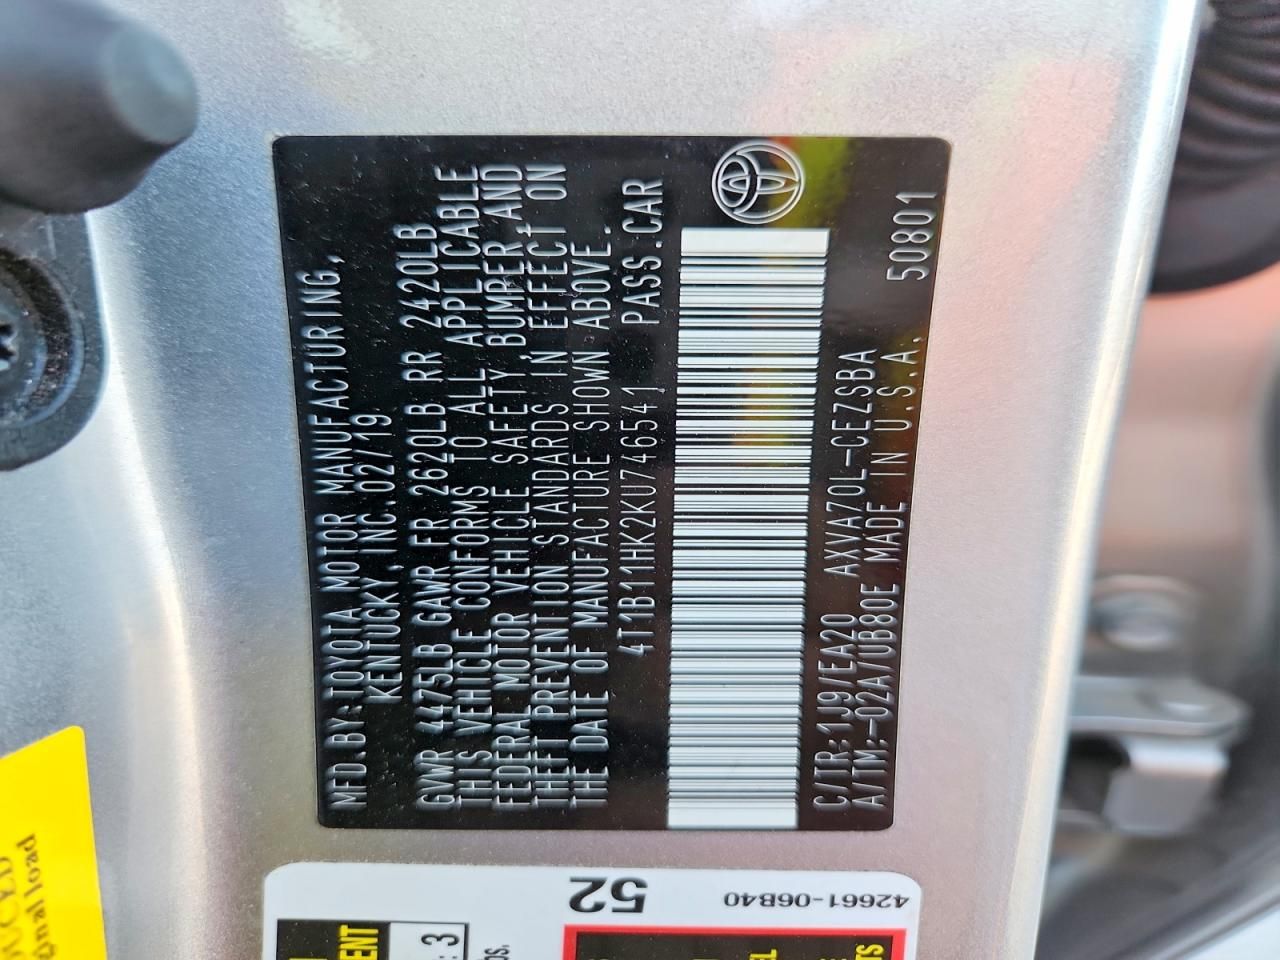 MFD.BY:TOYOTA MOTOR MANUFACTURING,
KENTUCKY, INC.02/19
GVWR 4475LB GAWR FR 2620LB RR 2420LB
THIS VEHICLE CONFORMS TO ALL APPLICABLE
FEDERAL MOTOR VEHICLE SAFETY,BUMPER AND
THEFT PREVENTION STANDARDS IN EFFECT ON
THE DATE OF MANUFACTURE SHOWN ABOVE.
4T1B11HK2KU746541 PASS.CAR
C/TR:1J9/EA20 AXVA70L-CEZSBA
A/TM:-02A/UB80E MADE IN U.S.A.
50801
52
42661-06B40
: 3
gnal load